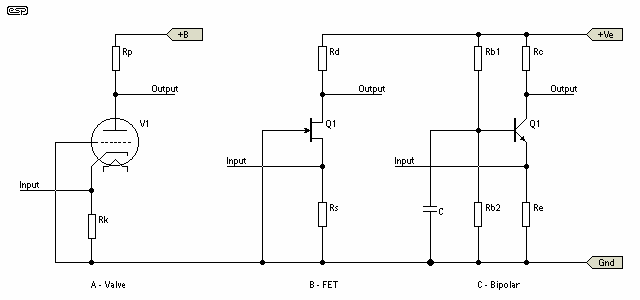 esp
+B
+Ve
Rp
Rd
Rb1
Rc
Output
Output
Output
V1
Q1
Q1
Input
Input
Input
Rk
Rs
C
Rb2
Re
Gnd
A - Valve
B - FET
C - Bipolar